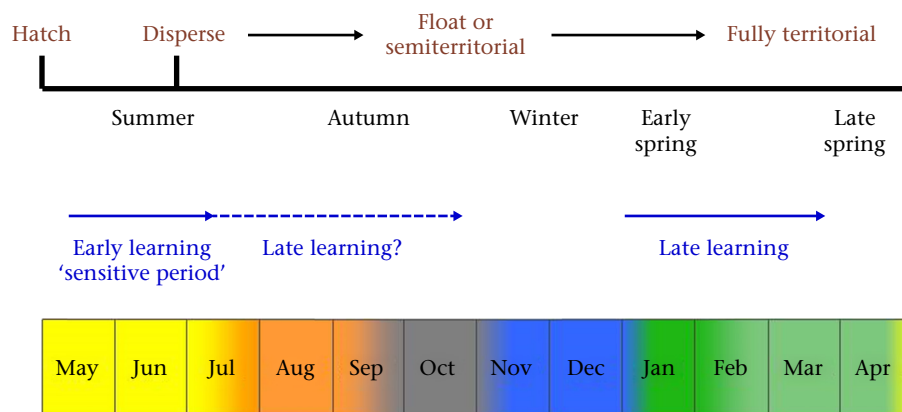 Hatch
Disperse
Float or
semiterritorial
Fully territorial
Summer
Autumn
Winter
Early
spring
Late
spring
Early learning
‘sensitive period’
Late learning?
Late learning
May Jun Jul Aug Sep Oct Nov Dec Jan Feb Mar Apr